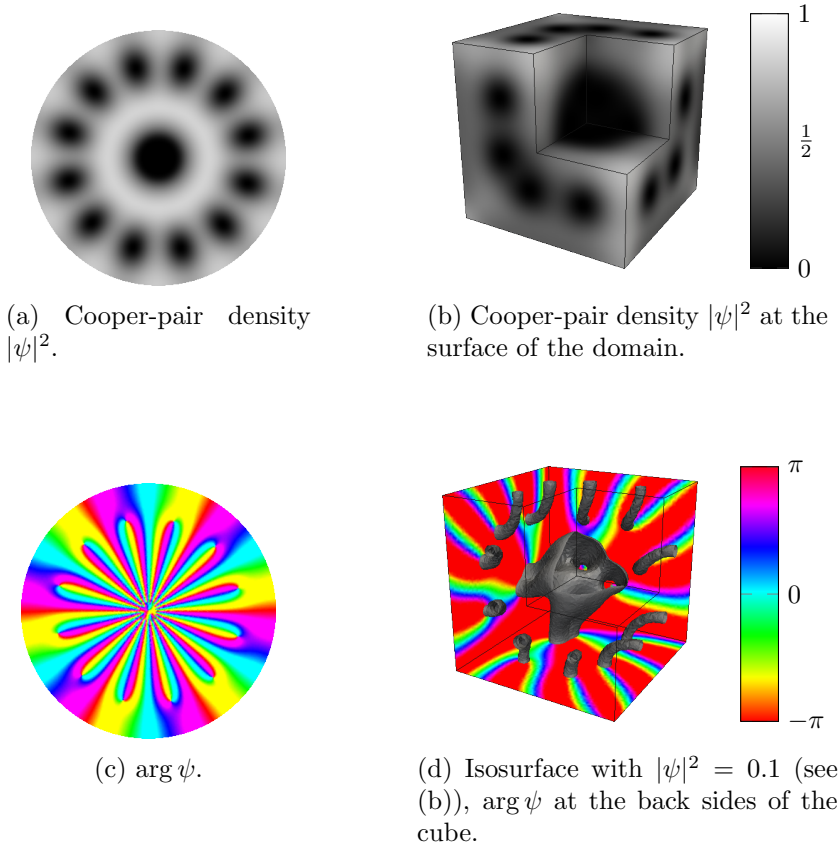 1
1/2
0
(a) Cooper-pair density
|ψ|².
(b) Cooper-pair density |ψ|² at the
surface of the domain.
π
0
−π
(c) arg ψ.
(d) Isosurface with |ψ|² = 0.1 (see
(b)), arg ψ at the back sides of the
cube.